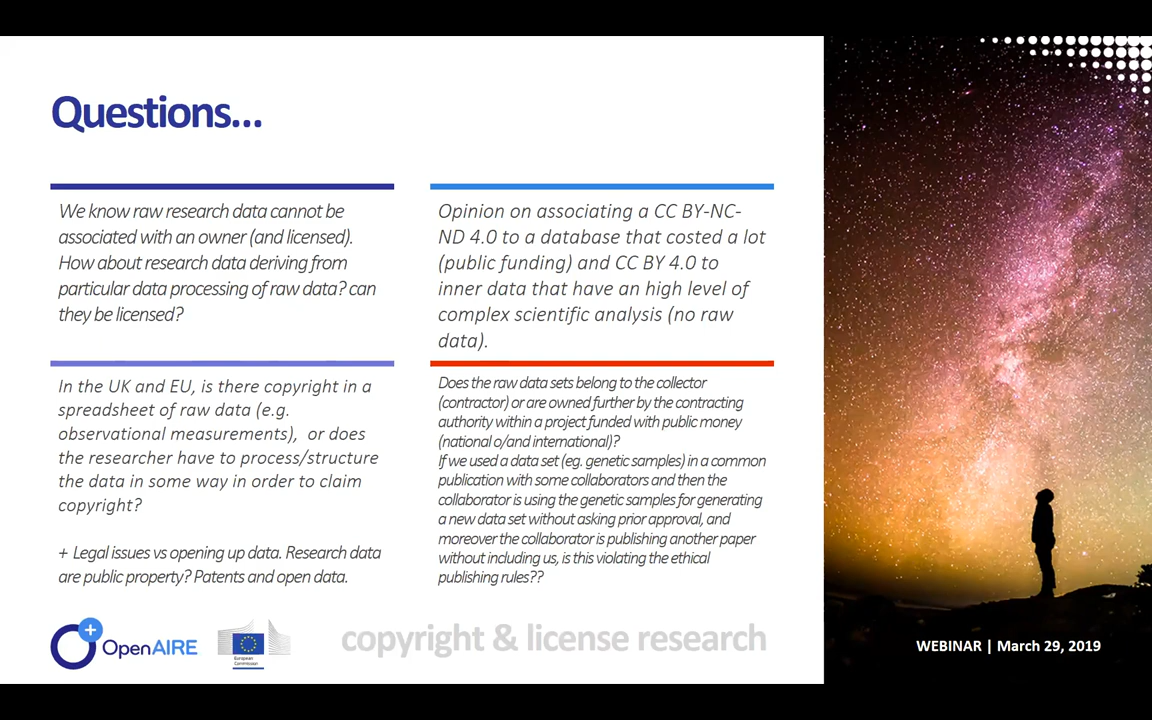 Questions...
We know raw research data cannot be
associated with an owner (and licensed).
How about research data deriving from
particular data processing of raw data? can
they be licensed?
Opinion on associating a CC BY-NC-
ND 4.0 to a database that costed a lot
(public funding) and CC BY 4.0 to
inner data that have an high level of
complex scientific analysis (no raw
data).
In the UK and EU, is there copyright in a
spreadsheet of raw data (e.g.
observational measurements), or does
the researcher have to process/structure
the data in some way in order to claim
copyright?
+ Legal issues vs opening up data. Research data
are public property? Patents and open data.
Does the raw data sets belong to the collector
(contractor) or are owned further by the contracting
authority within a project funded with public money
(national o/and international)?
If we used a data set (eg. genetic samples) in a common
publication with some collaborators and then the
collaborator is using the genetic samples for generating
a new data set without asking prior approval, and
moreover the collaborator is publishing another paper
without including us, is this violating the ethical
publishing rules??
OpenAIRE
European
Commission
copyright & license research
WEBINAR | March 29, 2019